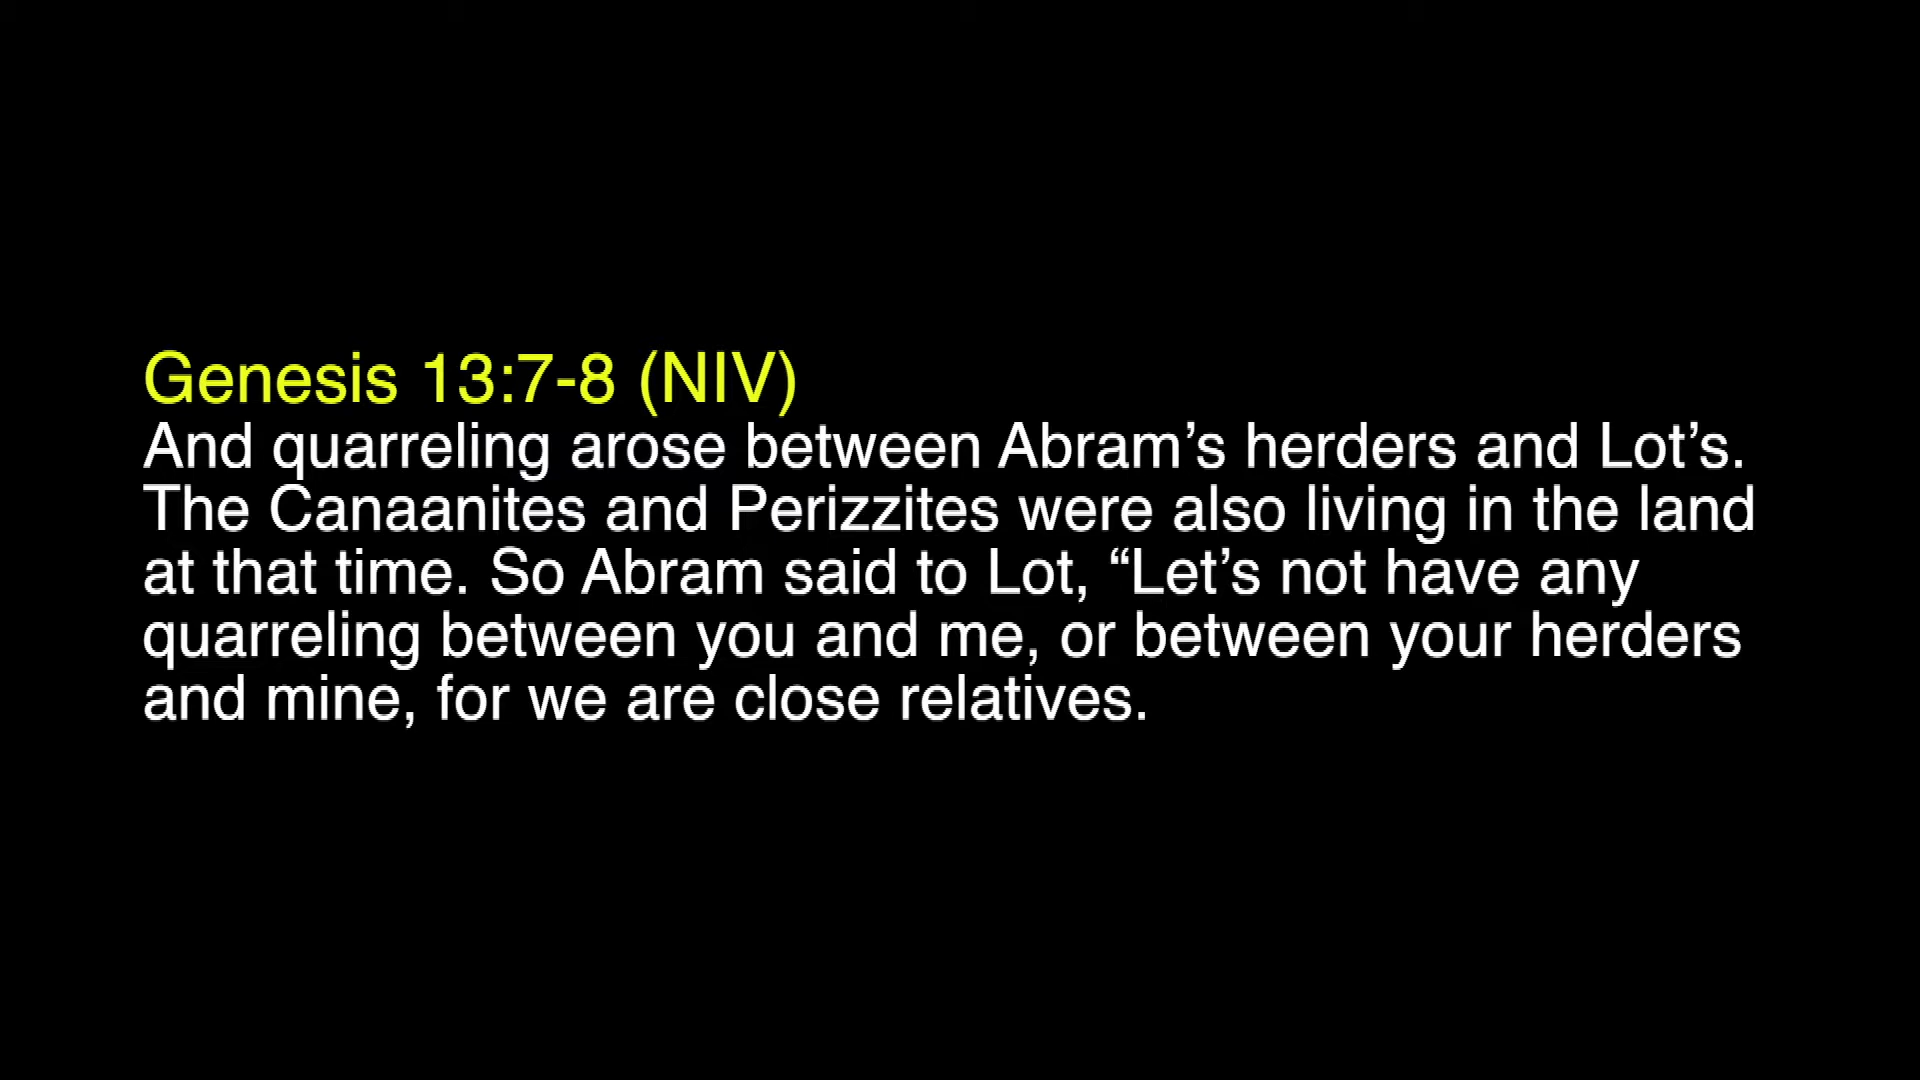 Genesis 13:7-8 (NIV)
And quarreling arose between Abram’s herders and Lot’s.
The Canaanites and Perizzites were also living in the land
at that time. So Abram said to Lot, “Let’s not have any
quarreling between you and me, or between your herders
and mine, for we are close relatives.